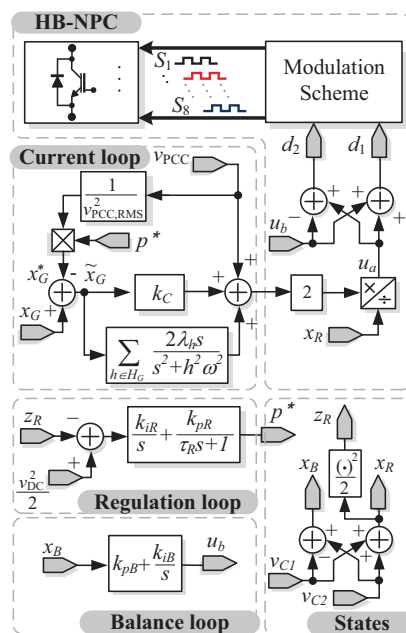 HB-NPC
S1
S8
Modulation
Scheme
d2
d1
Current loop
vPCC
1
v²PCC,RMS
p*
x*G
-
x̃G
xG
+
kC
+
+
+
∑ h∈HG 2λhs / s²+h²ω²
ub
-
+
+
+
ua
2
×
÷
xR
zR
-
+
v²DC
2
kiR/s + kpR/τRs+1
p*
Regulation loop
xB
kpB+ kiB/s
ub
Balance loop
zR
xB
(·)²
2
xR
-
+
+
+
vC1
vC2
States